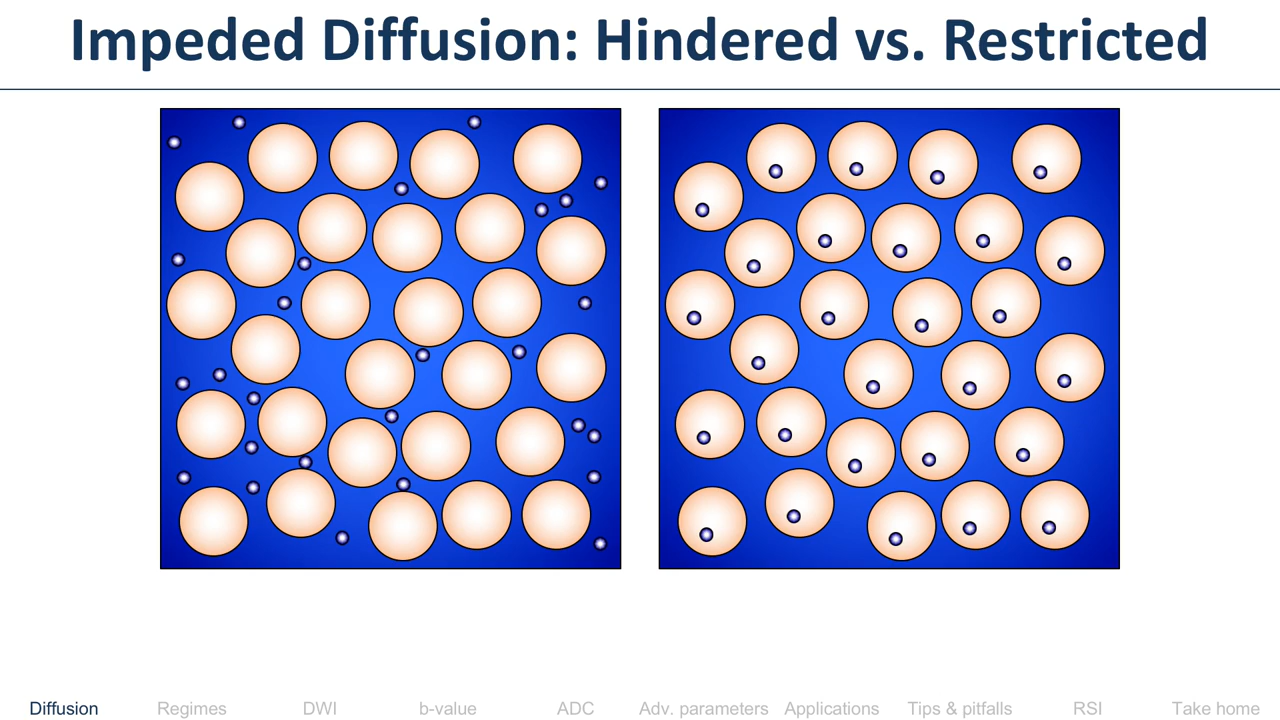 Impeded Diffusion: Hindered vs. Restricted
Diffusion Regimes DWI b-value ADC Adv. parameters Applications Tips & pitfalls RSI Take home